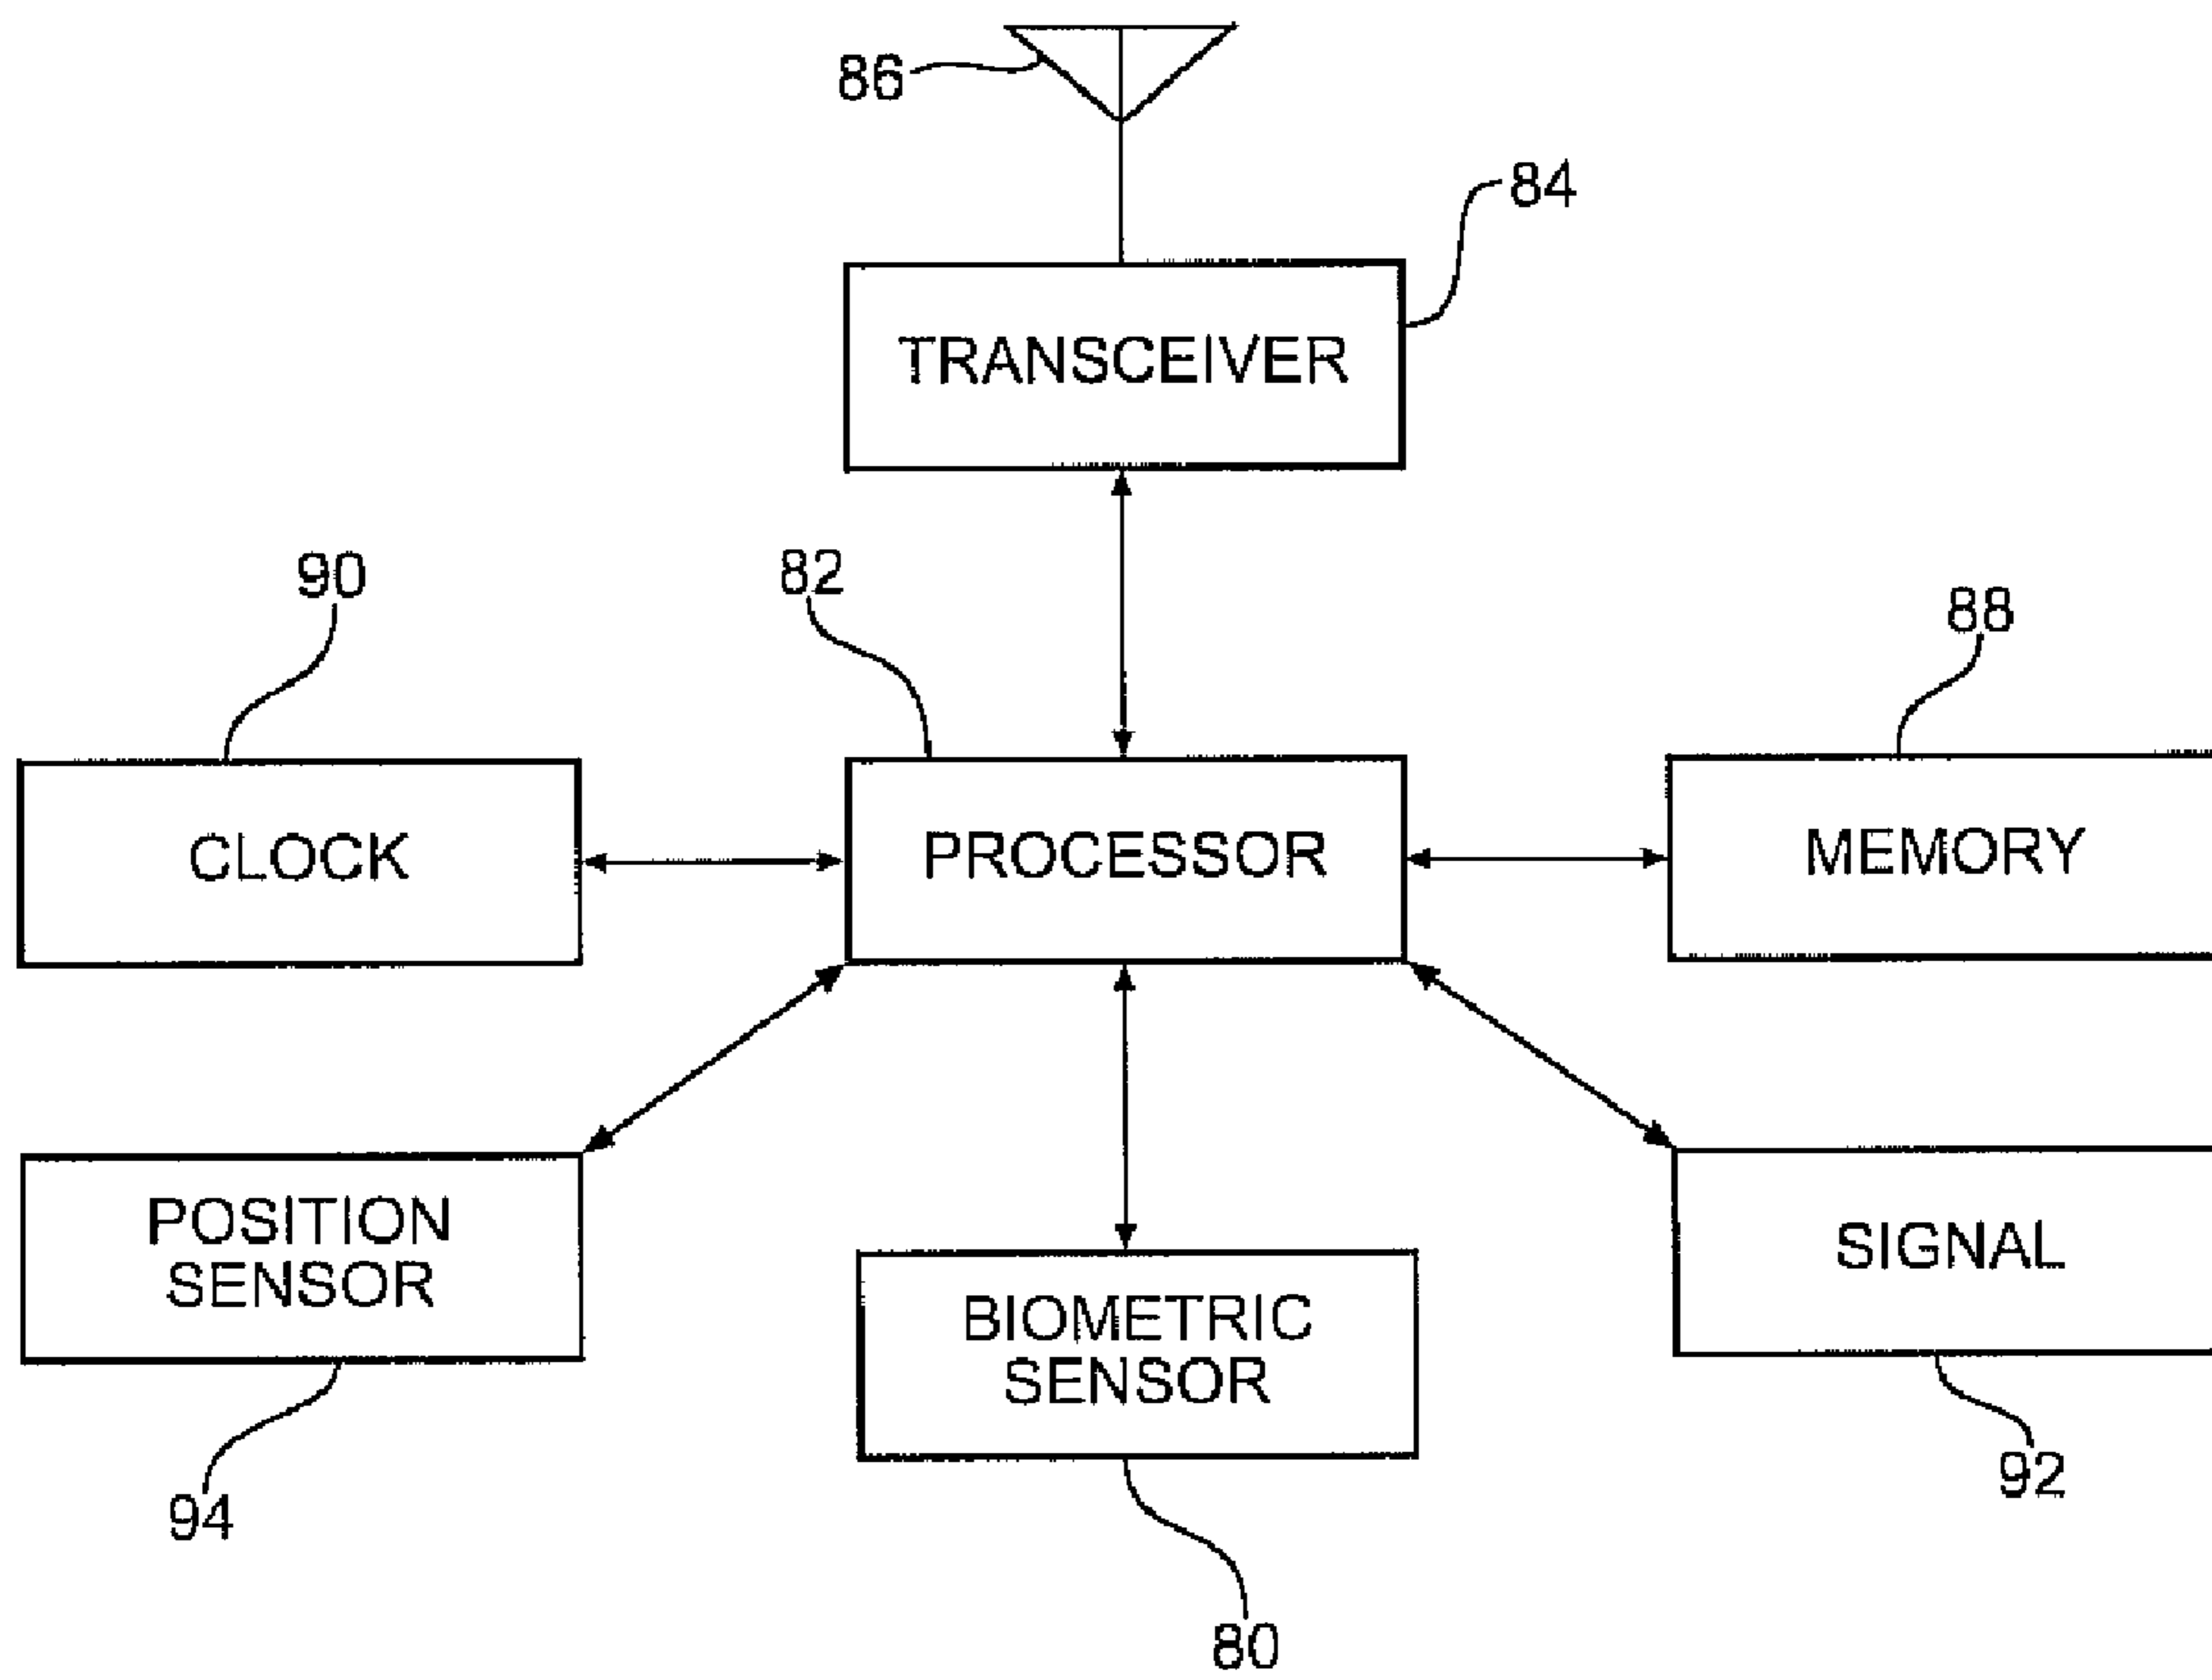 86
84
TRANSCEIVER
90
82
88
CLOCK
PROCESSOR
MEMORY
POSITION
SENSOR
BIOMETRIC
SENSOR
SIGNAL
94
80
92